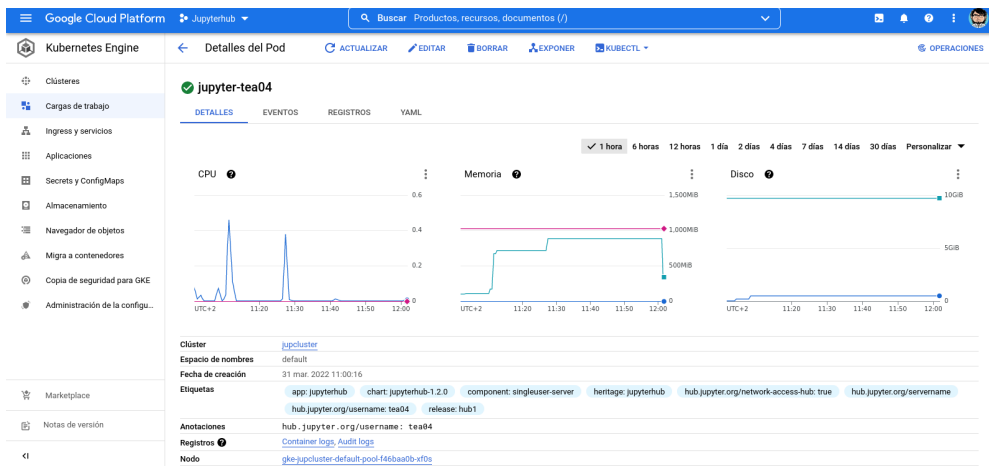 Google Cloud Platform
Jupyterhub
Buscar Productos, recursos, documentos (/)
Kubernetes Engine
Detalles del Pod
ACTUALIZAR
EDITAR
BORRAR
EXPONER
KUBECTL
OPERACIONES
Clústeres
Cargas de trabajo
Ingress y servicios
Aplicaciones
Secrets y ConfigMaps
Almacenamiento
Navegador de objetos
Migra a contenedores
Copia de seguridad para GKE
Administración de la configu...
Marketplace
Notas de versión
jupyter-tea04
DETALLES EVENTOS REGISTROS YAML
1 hora 6 horas 12 horas 1 día 2 días 4 días 7 días 14 días 30 días Personalizar
CPU
0.6
0.4
0.2
0
UTC+2 11:20 11:30 11:40 11:50 12:00
Memoria
1,500MiB
1,000MiB
500MiB
0
UTC+2 11:20 11:30 11:40 11:50 12:00
Disco
10GiB
5GiB
0
UTC+2 11:20 11:30 11:40 11:50 12:00
Clúster jupcluster
Espacio de nombres default
Fecha de creación 31 mar. 2022 11:00:16
Etiquetas app: jupyterhub chart: jupyterhub-1.2.0 component: singleuser-server heritage: jupyterhub hub.jupyter.org/network-access-hub: true hub.jupyter.org/servername
hub.jupyter.org/username: tea04 release: hub1
Anotaciones hub.jupyter.org/username: tea04
Registros Container logs, Audit logs
Nodo gke-jupcluster-default-pool-f46baa0b-xf0s